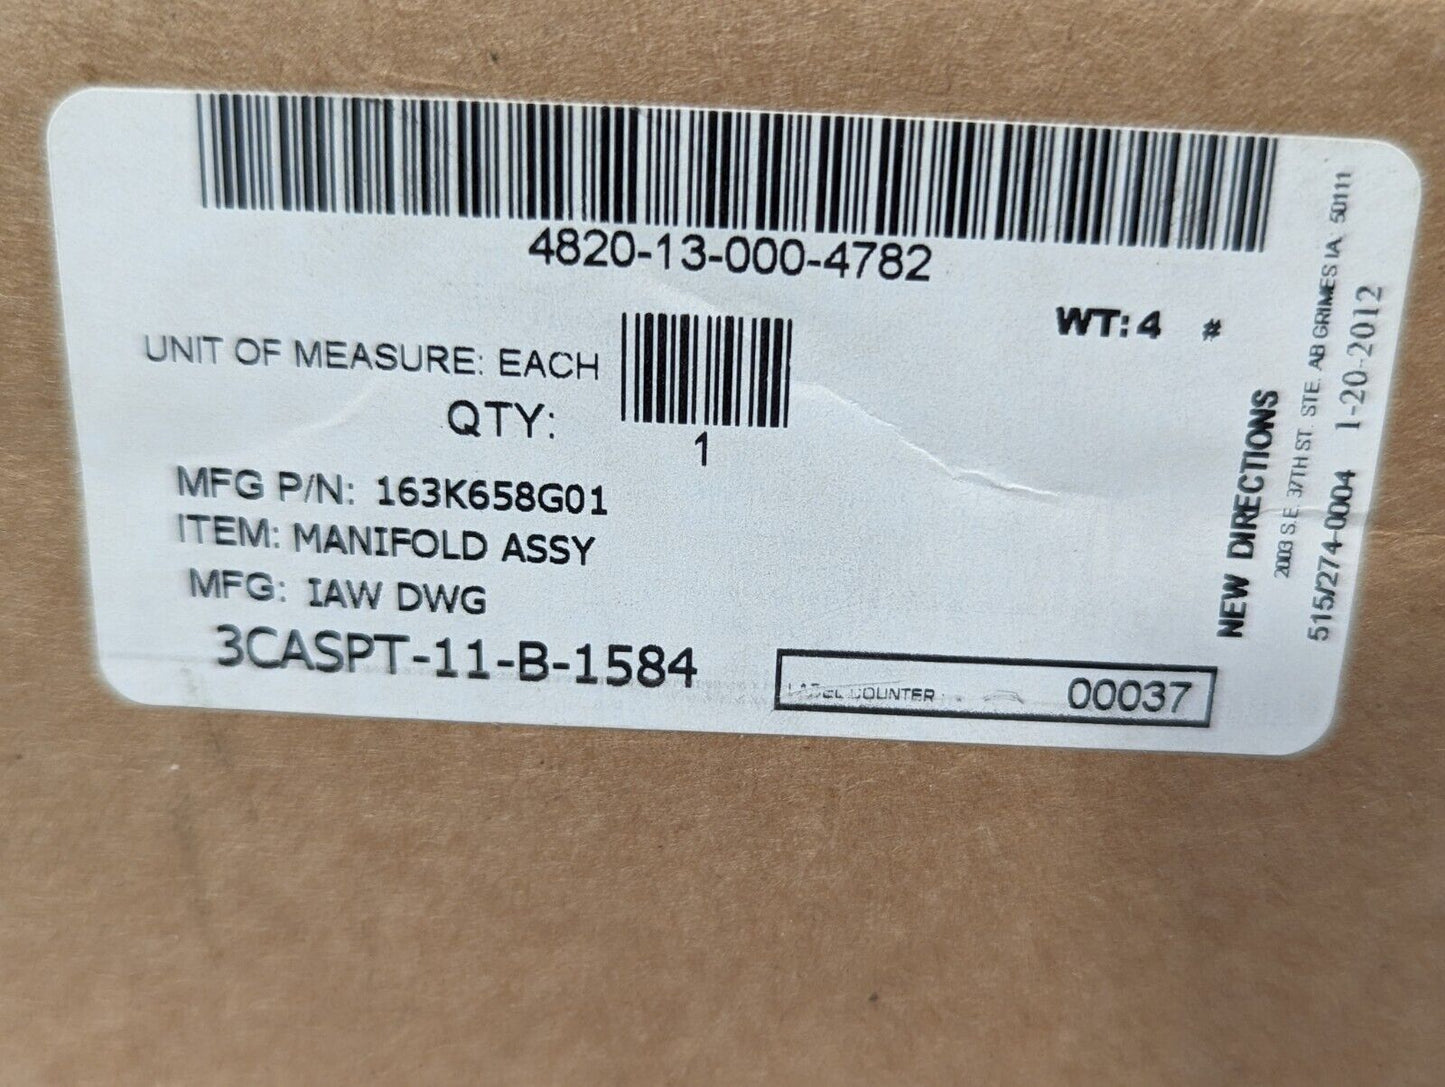 4820-13-000-4782
WT: 4 #
UNIT OF MEASURE: EACH
QTY:
1
MFG P/N: 163K658G01
ITEM: MANIFOLD ASSY
MFG: IAW DWG
3CASPT-11-B-1584
LABEL COUNTER : 00037
NEW DIRECTIONS
2003 S.E. 37TH ST. STE. AB GRIMES IA. 50111
515/274-0004 1-20-2012